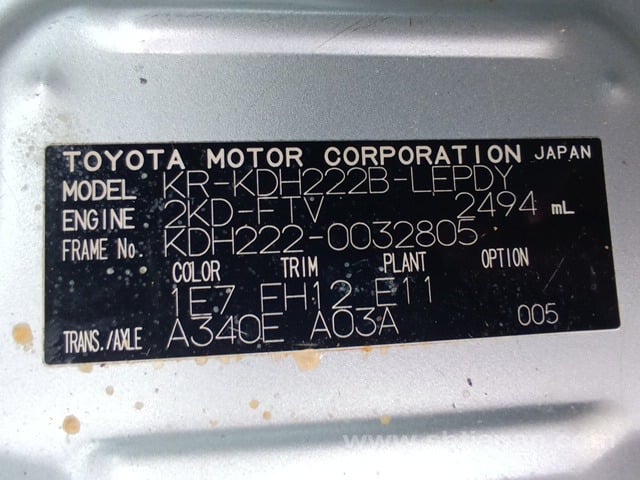 TOYOTA MOTOR CORPORATION JAPAN
MODEL KR-KDH222B-LEPDY
ENGINE 2KD-FTV 2494 mL
FRAME No. KDH222-0032805
COLOR TRIM PLANT OPTION
1E7 EH12 E11
TRANS./AXLE A340E A03A 005